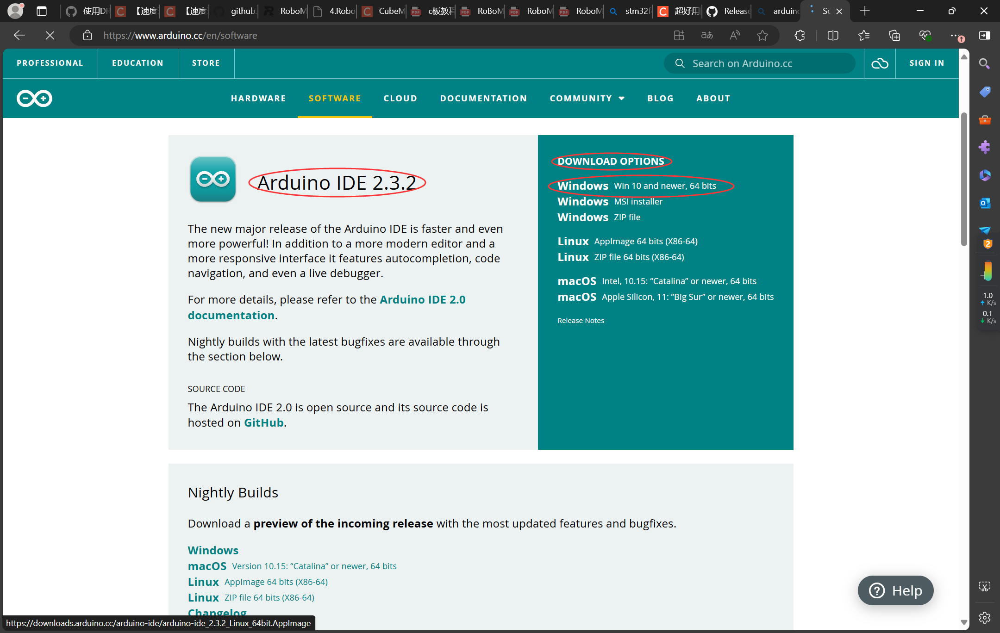 使用DR
【速度
【速度
github.
RoboM
4.Robo
CubeM
c板教程
RoBoM
RoboM
RoboM
stm32f
超好用
Release
arduino
Sc
https://www.arduino.cc/en/software
PROFESSIONAL
EDUCATION
STORE
Search on Arduino.cc
SIGN IN
HARDWARE
SOFTWARE
CLOUD
DOCUMENTATION
COMMUNITY
BLOG
ABOUT
Arduino IDE 2.3.2
The new major release of the Arduino IDE is faster and even
more powerful! In addition to a more modern editor and a
more responsive interface it features autocompletion, code
navigation, and even a live debugger.
For more details, please refer to the Arduino IDE 2.0
documentation.
Nightly builds with the latest bugfixes are available through
the section below.
SOURCE CODE
The Arduino IDE 2.0 is open source and its source code is
hosted on GitHub.
DOWNLOAD OPTIONS
Windows Win 10 and newer, 64 bits
Windows MSI installer
Windows ZIP file
Linux AppImage 64 bits (X86-64)
Linux ZIP file 64 bits (X86-64)
macOS Intel, 10.15: “Catalina” or newer, 64 bits
macOS Apple Silicon, 11: “Big Sur” or newer, 64 bits
Release Notes
2
1.0
K/s
0.1
K/s
Nightly Builds
Download a preview of the incoming release with the most updated features and bugfixes.
Windows
macOS Version 10.15: “Catalina” or newer, 64 bits
Linux AppImage 64 bits (X86-64)
Linux ZIP file 64 bits (X86-64)
Changelog
Help
https://downloads.arduino.cc/arduino-ide/arduino-ide_2.3.2_Linux_64bit.AppImage